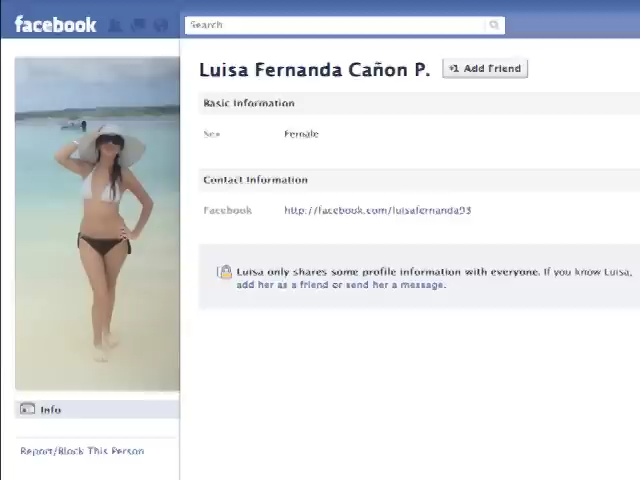 facebook
Search
Luisa Fernanda Cañon P.
+1 Add Friend
Basic Information
Sex Female
Contact Information
Facebook http://facebook.com/luisafernanda93
Luisa only shares some profile information with everyone. If you know Luisa,
add her as a friend or send her a message.
Info
Report/Block This Person